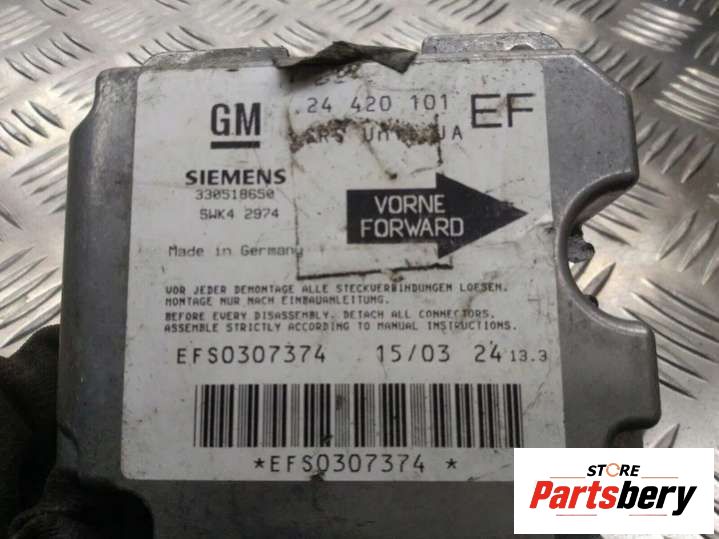 24 420 101 EF
GM
SIEMENS
330518650
5WK4 2974
VORNE
FORWARD
Made in Germany
VOR JEDER DEMONTAGE ALLE STECKVERBINDUNGEN LOESEN.
MONTAGE NUR NACH EINBAUANLEITUNG.
BEFORE EVERY DISASSEMBLY. DETACH ALL CONNECTORS.
ASSEMBLE STRICTLY ACCORDING TO MANUAL INSTRUCTIONS.
EFS0307374 15/03 24 13.3
*EFS0307374 *
STORE
Partsbery